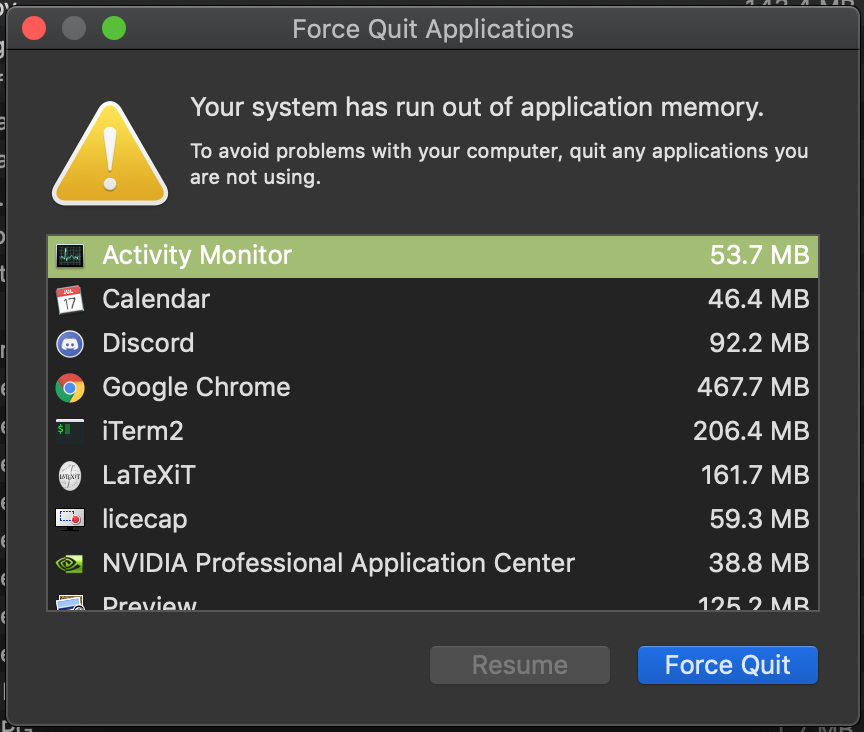 Force Quit Applications
Your system has run out of application memory.
To avoid problems with your computer, quit any applications you
are not using.
Activity Monitor 53.7 MB
JUL
17
Calendar 46.4 MB
Discord 92.2 MB
Google Chrome 467.7 MB
$
iTerm2 206.4 MB
LaTeXiT 161.7 MB
licecap 59.3 MB
NVIDIA Professional Application Center 38.8 MB
Preview 125.2 MB
Resume Force Quit